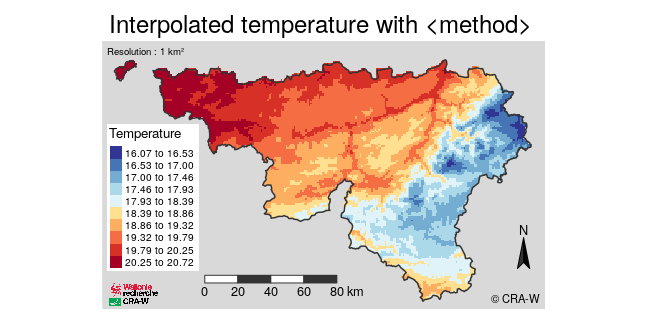 Interpolated temperature with <method>
Resolution : 1 km²
Temperature
16.07 to 16.53
16.53 to 17.00
17.00 to 17.46
17.46 to 17.93
17.93 to 18.39
18.39 to 18.86
18.86 to 19.32
19.32 to 19.79
19.79 to 20.25
20.25 to 20.72
Wallonie
recherche
CRA-W
0 20 40 60 80 km
N
© CRA-W